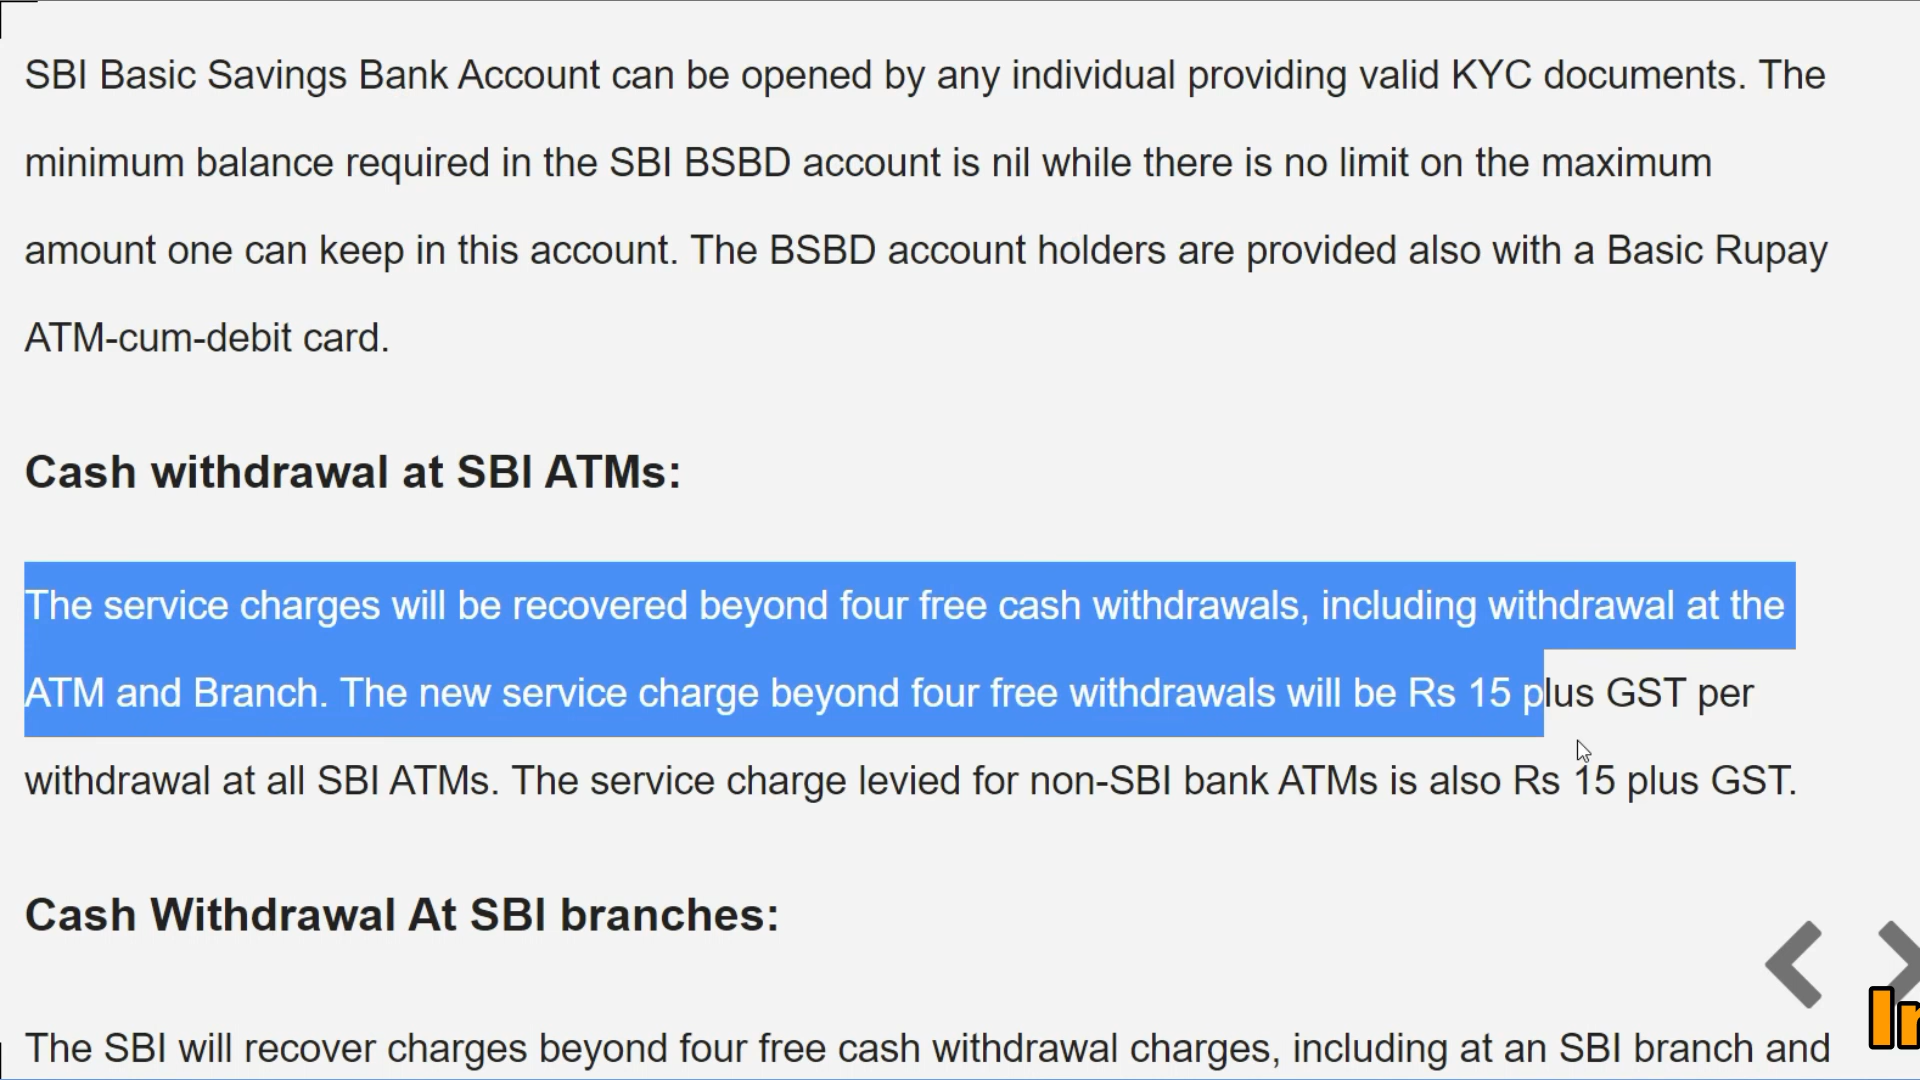 SBI Basic Savings Bank Account can be opened by any individual providing valid KYC documents. The
minimum balance required in the SBI BSBD account is nil while there is no limit on the maximum
amount one can keep in this account. The BSBD account holders are provided also with a Basic Rupay
ATM-cum-debit card.
Cash withdrawal at SBI ATMs:
The service charges will be recovered beyond four free cash withdrawals, including withdrawal at the
ATM and Branch. The new service charge beyond four free withdrawals will be Rs 15 plus GST per
withdrawal at all SBI ATMs. The service charge levied for non-SBI bank ATMs is also Rs 15 plus GST.
Cash Withdrawal At SBI branches:
The SBI will recover charges beyond four free cash withdrawal charges, including at an SBI branch and